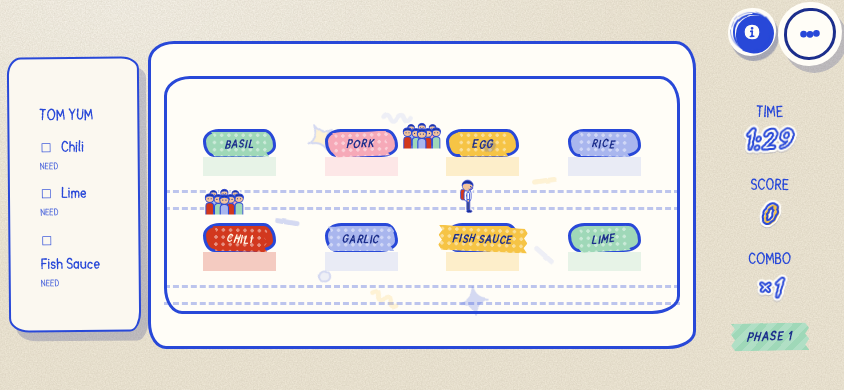 TOM YUM
Chili
NEED
Lime
NEED
Fish Sauce
NEED
BASIL
PORK
EGG
RICE
CHILI
GARLIC
FISH SAUCE
LIME
TIME
1:29
SCORE
0
COMBO
×1
PHASE 1